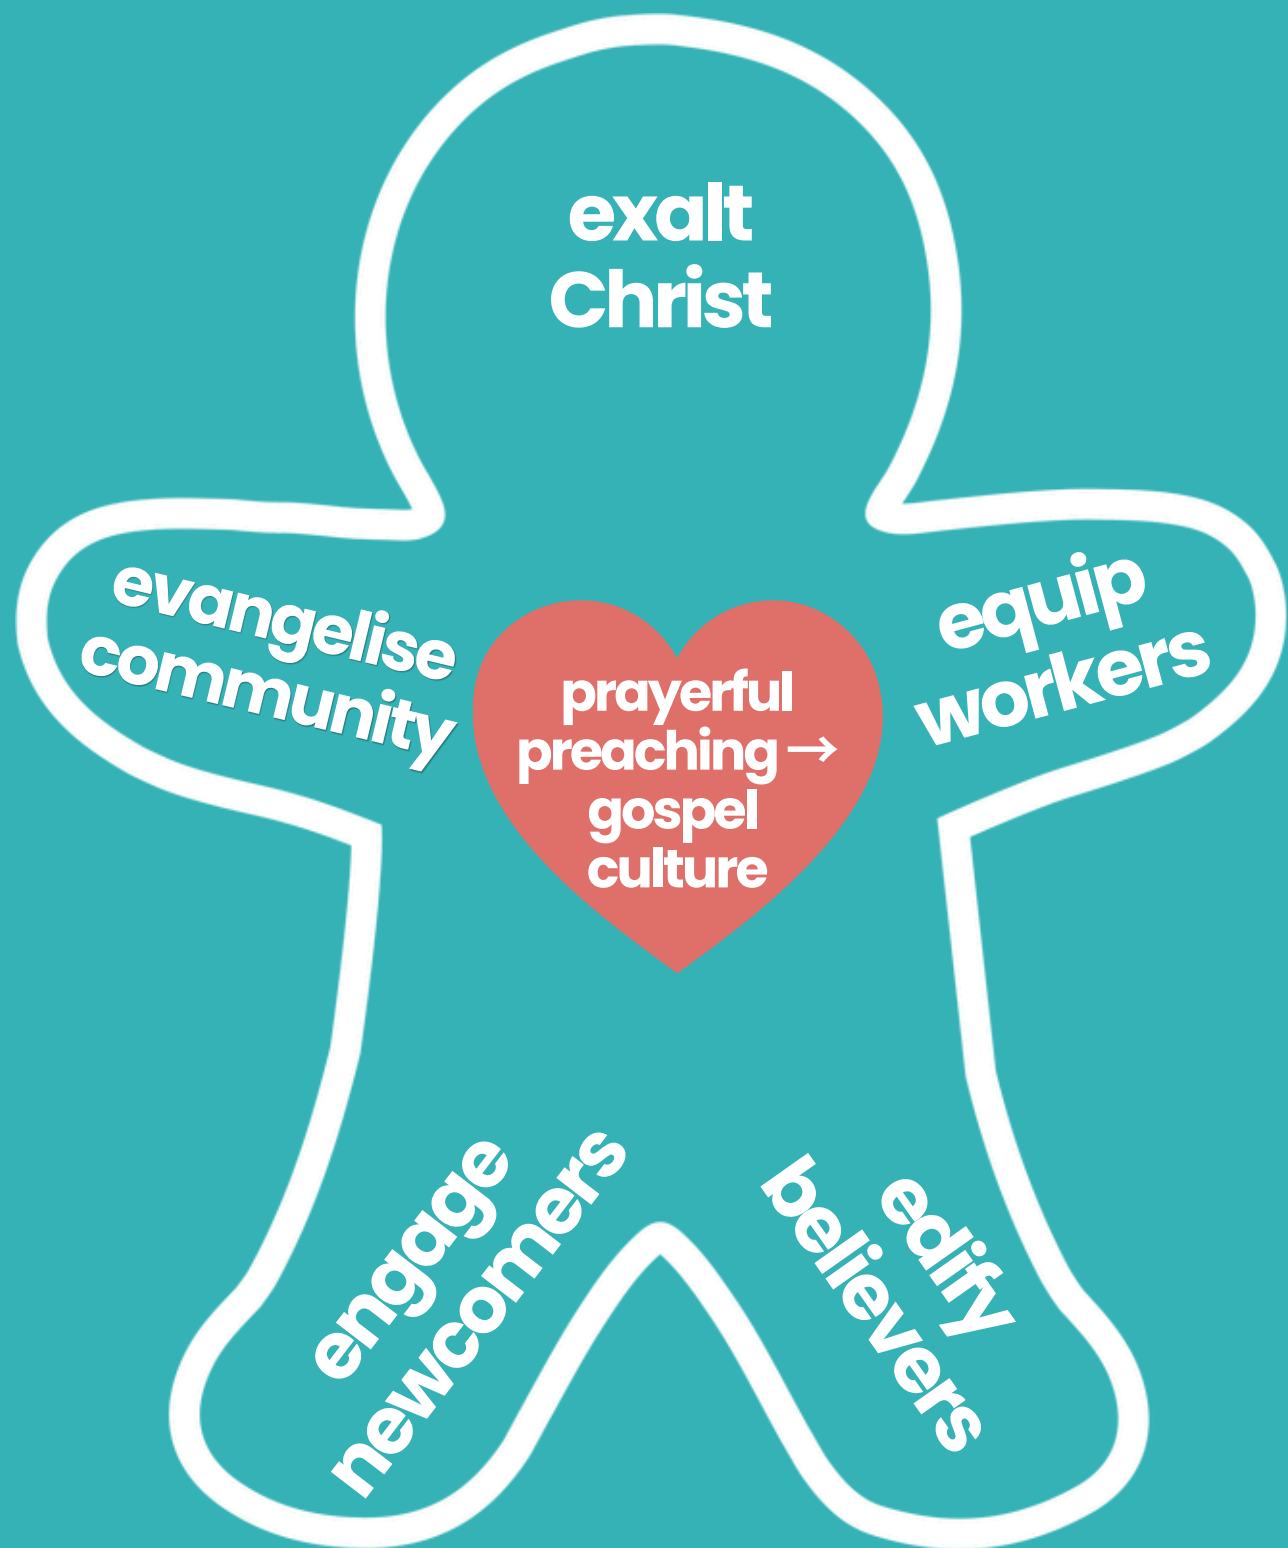 exalt
Christ
evangelise
community
equip
workers
prayerful
preaching →
gospel
culture
engage
newcomers
edify
believers